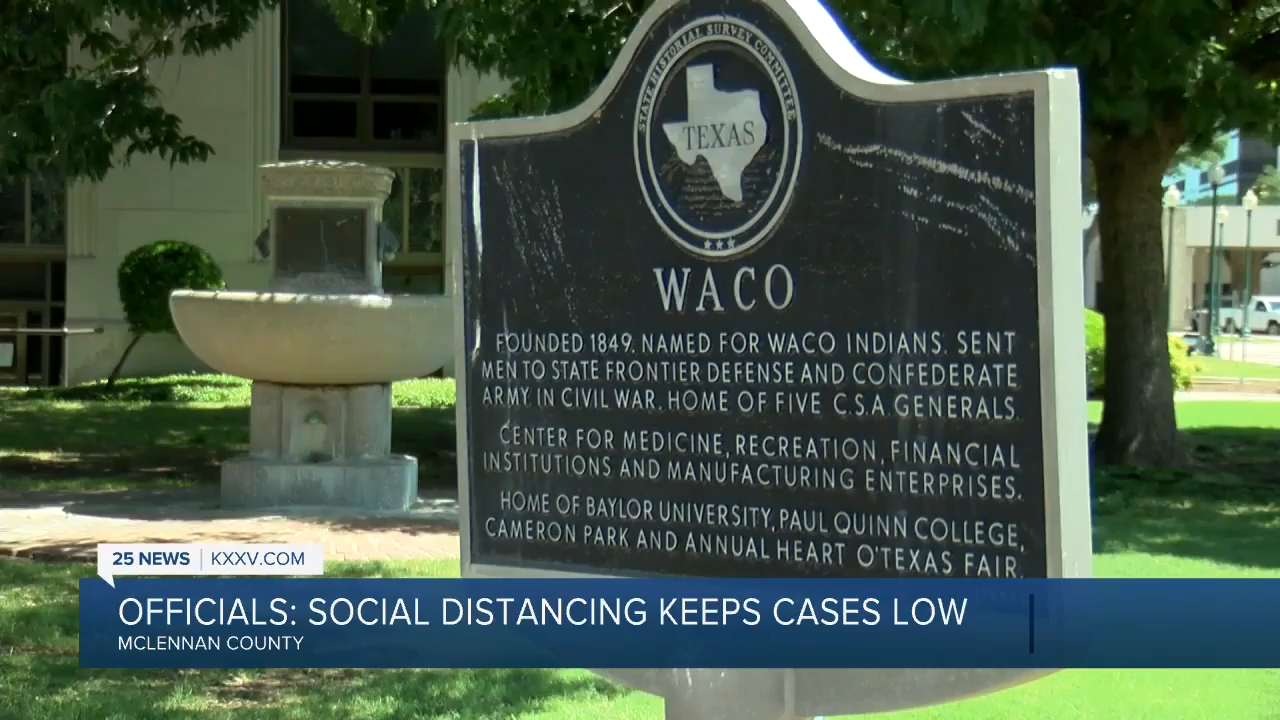 STATE HISTORICAL SURVEY COMMITTEE
TEXAS
WACO
FOUNDED 1849. NAMED FOR WACO INDIANS. SENT
MEN TO STATE FRONTIER DEFENSE AND CONFEDERATE
ARMY IN CIVIL WAR. HOME OF FIVE C.S.A. GENERALS.
CENTER FOR MEDICINE, RECREATION, FINANCIAL
INSTITUTIONS AND MANUFACTURING ENTERPRISES.
HOME OF BAYLOR UNIVERSITY, PAUL QUINN COLLEGE,
CAMERON PARK AND ANNUAL HEART O'TEXAS FAIR.
25 NEWS | KXXV.COM
OFFICIALS: SOCIAL DISTANCING KEEPS CASES LOW
MCLENNAN COUNTY